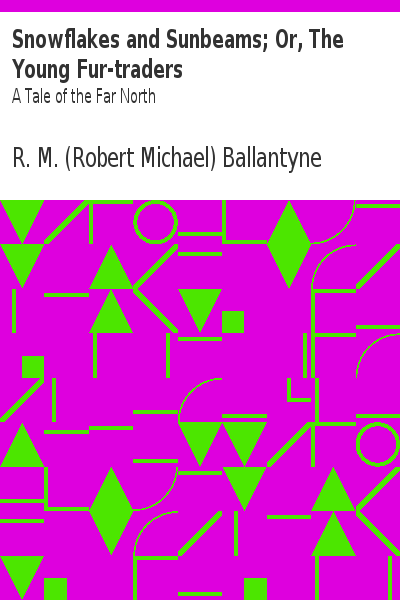 Snowflakes and Sunbeams; Or, The
Young Fur-traders
A Tale of the Far North
R. M. (Robert Michael) Ballantyne